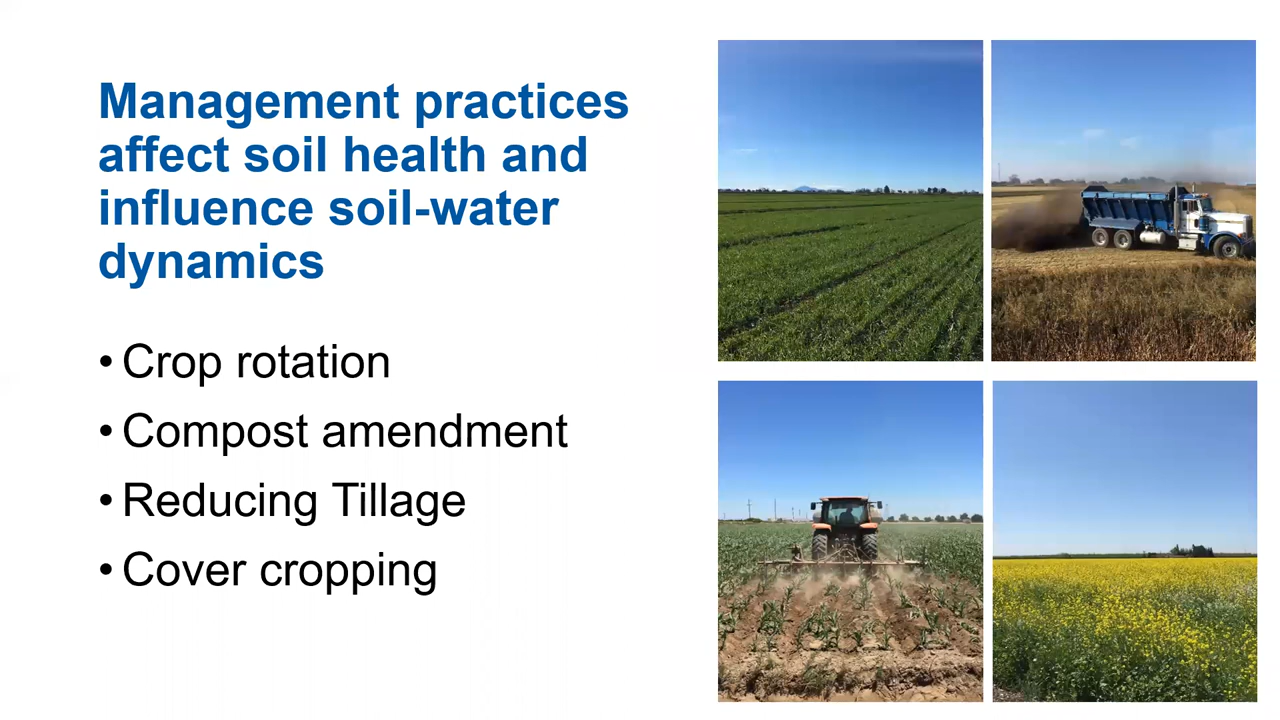 Management practices
affect soil health and
influence soil-water
dynamics
• Crop rotation
• Compost amendment
• Reducing Tillage
• Cover cropping